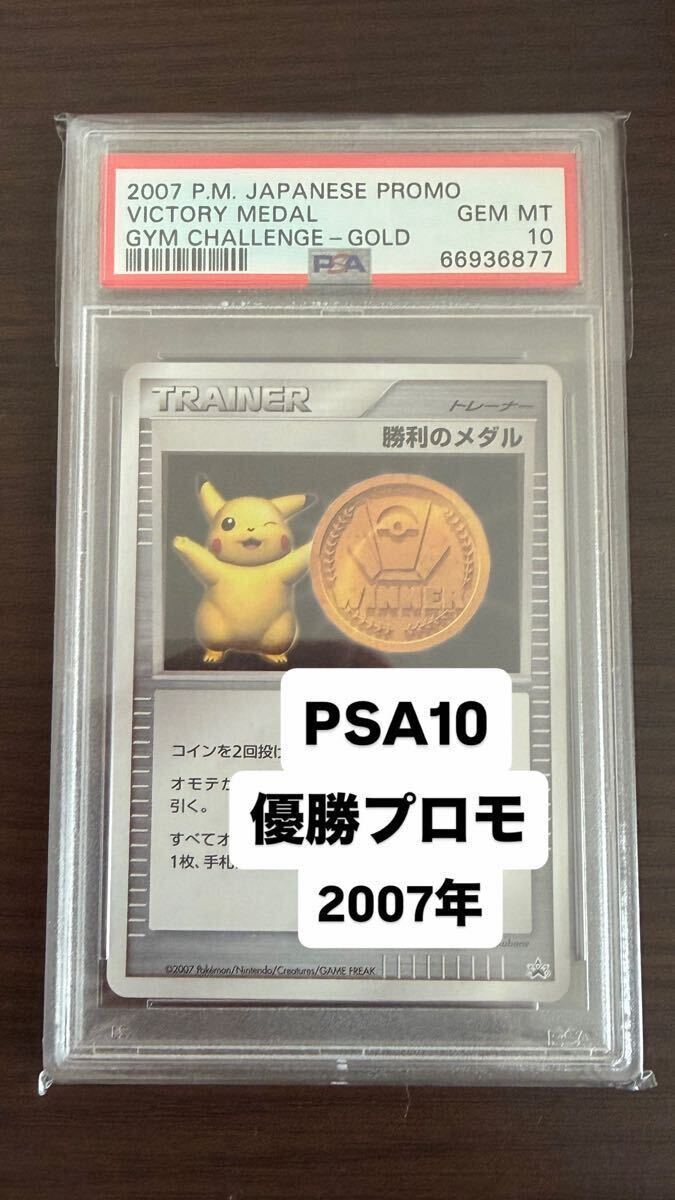 2007 P.M. JAPANESE PROMO
VICTORY MEDAL GEM MT
GYM CHALLENGE - GOLD 10
PSA 66936877
TRAINER トレーナー
勝利のメダル
WINNER
PSA10
コインを2回投げ
オモテが
引く。
優勝プロモ
すべてオ
1枚、手札
2007年
©2007 Pokémon/Nintendo/Creatures/GAME FREAK
PSA